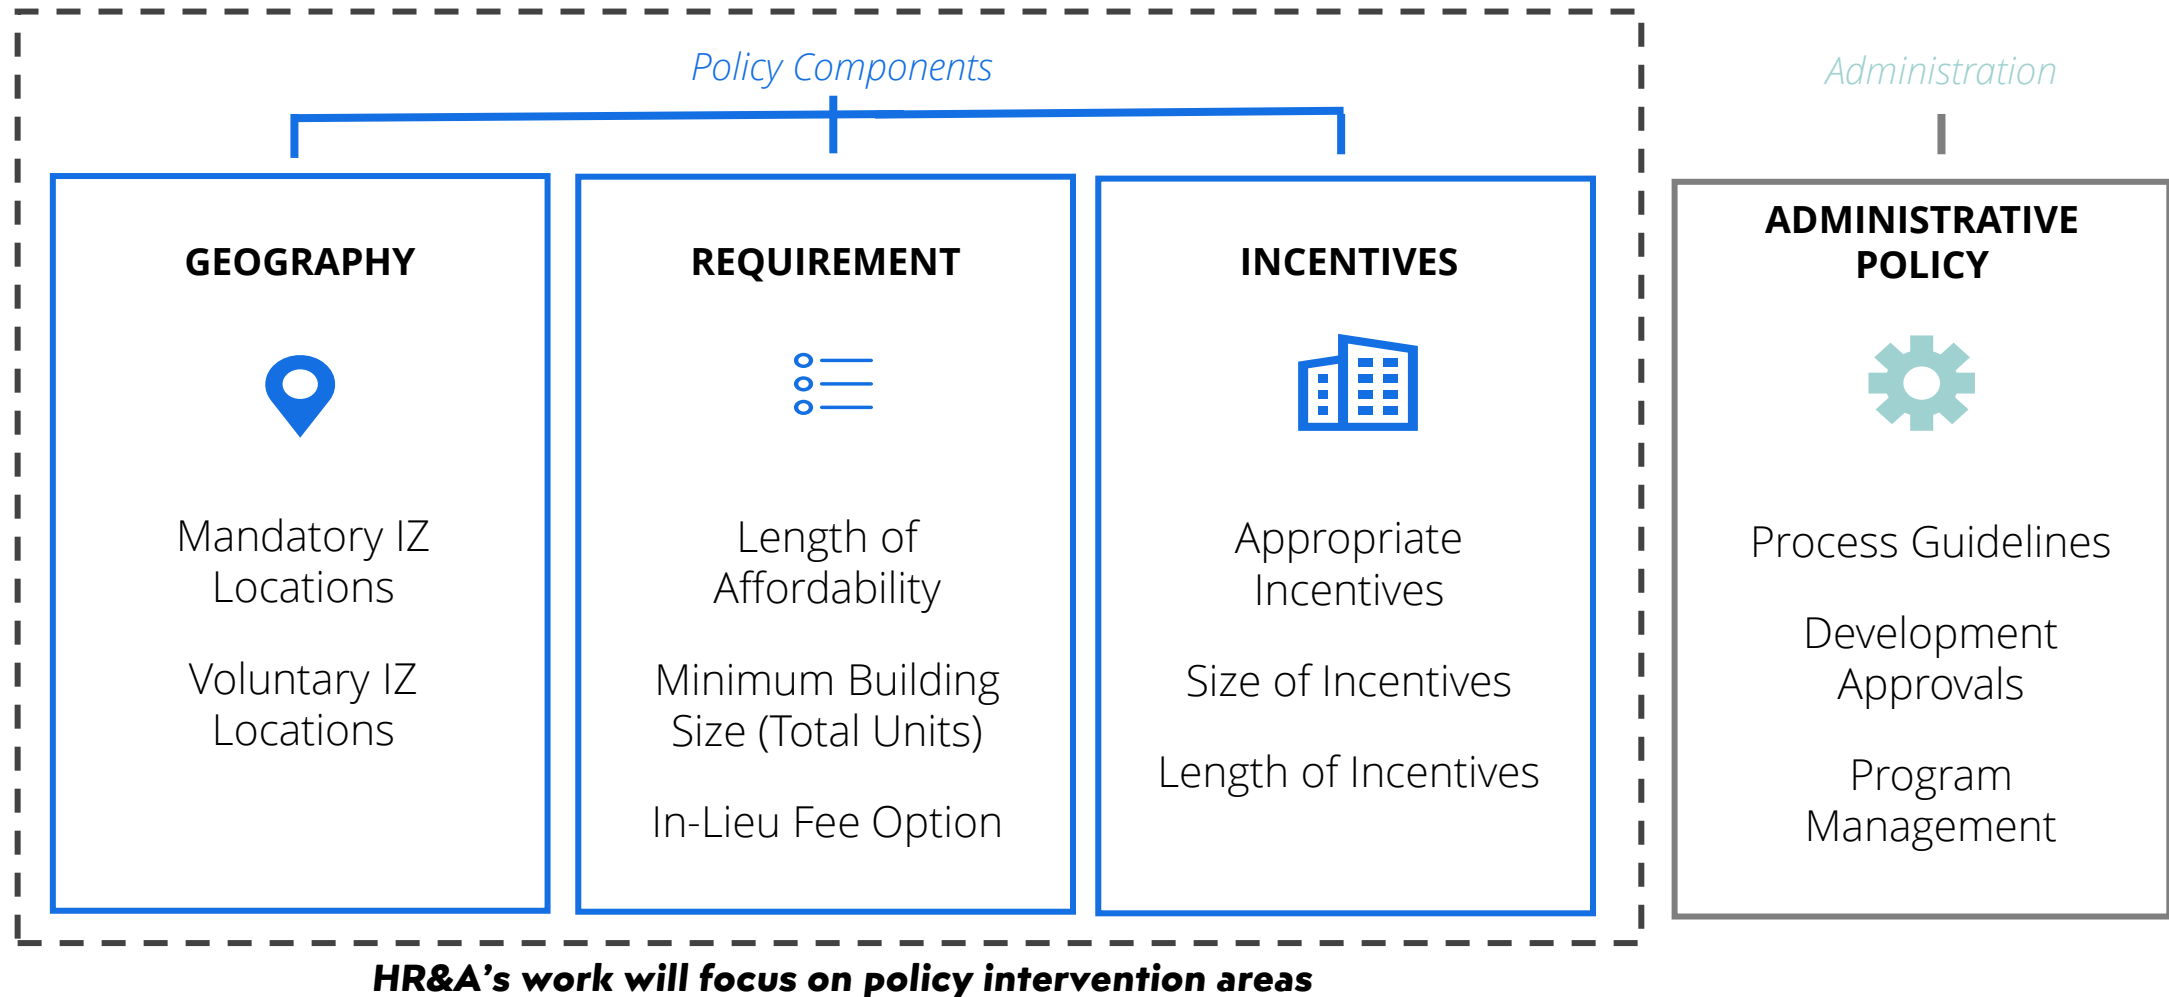 Policy Components
Administration
GEOGRAPHY
Mandatory IZ
Locations
Voluntary IZ
Locations
REQUIREMENT
Length of
Affordability
Minimum Building
Size (Total Units)
In-Lieu Fee Option
INCENTIVES
Appropriate
Incentives
Size of Incentives
Length of Incentives
ADMINISTRATIVE
POLICY
Process Guidelines
Development
Approvals
Program
Management
HR&A’s work will focus on policy intervention areas